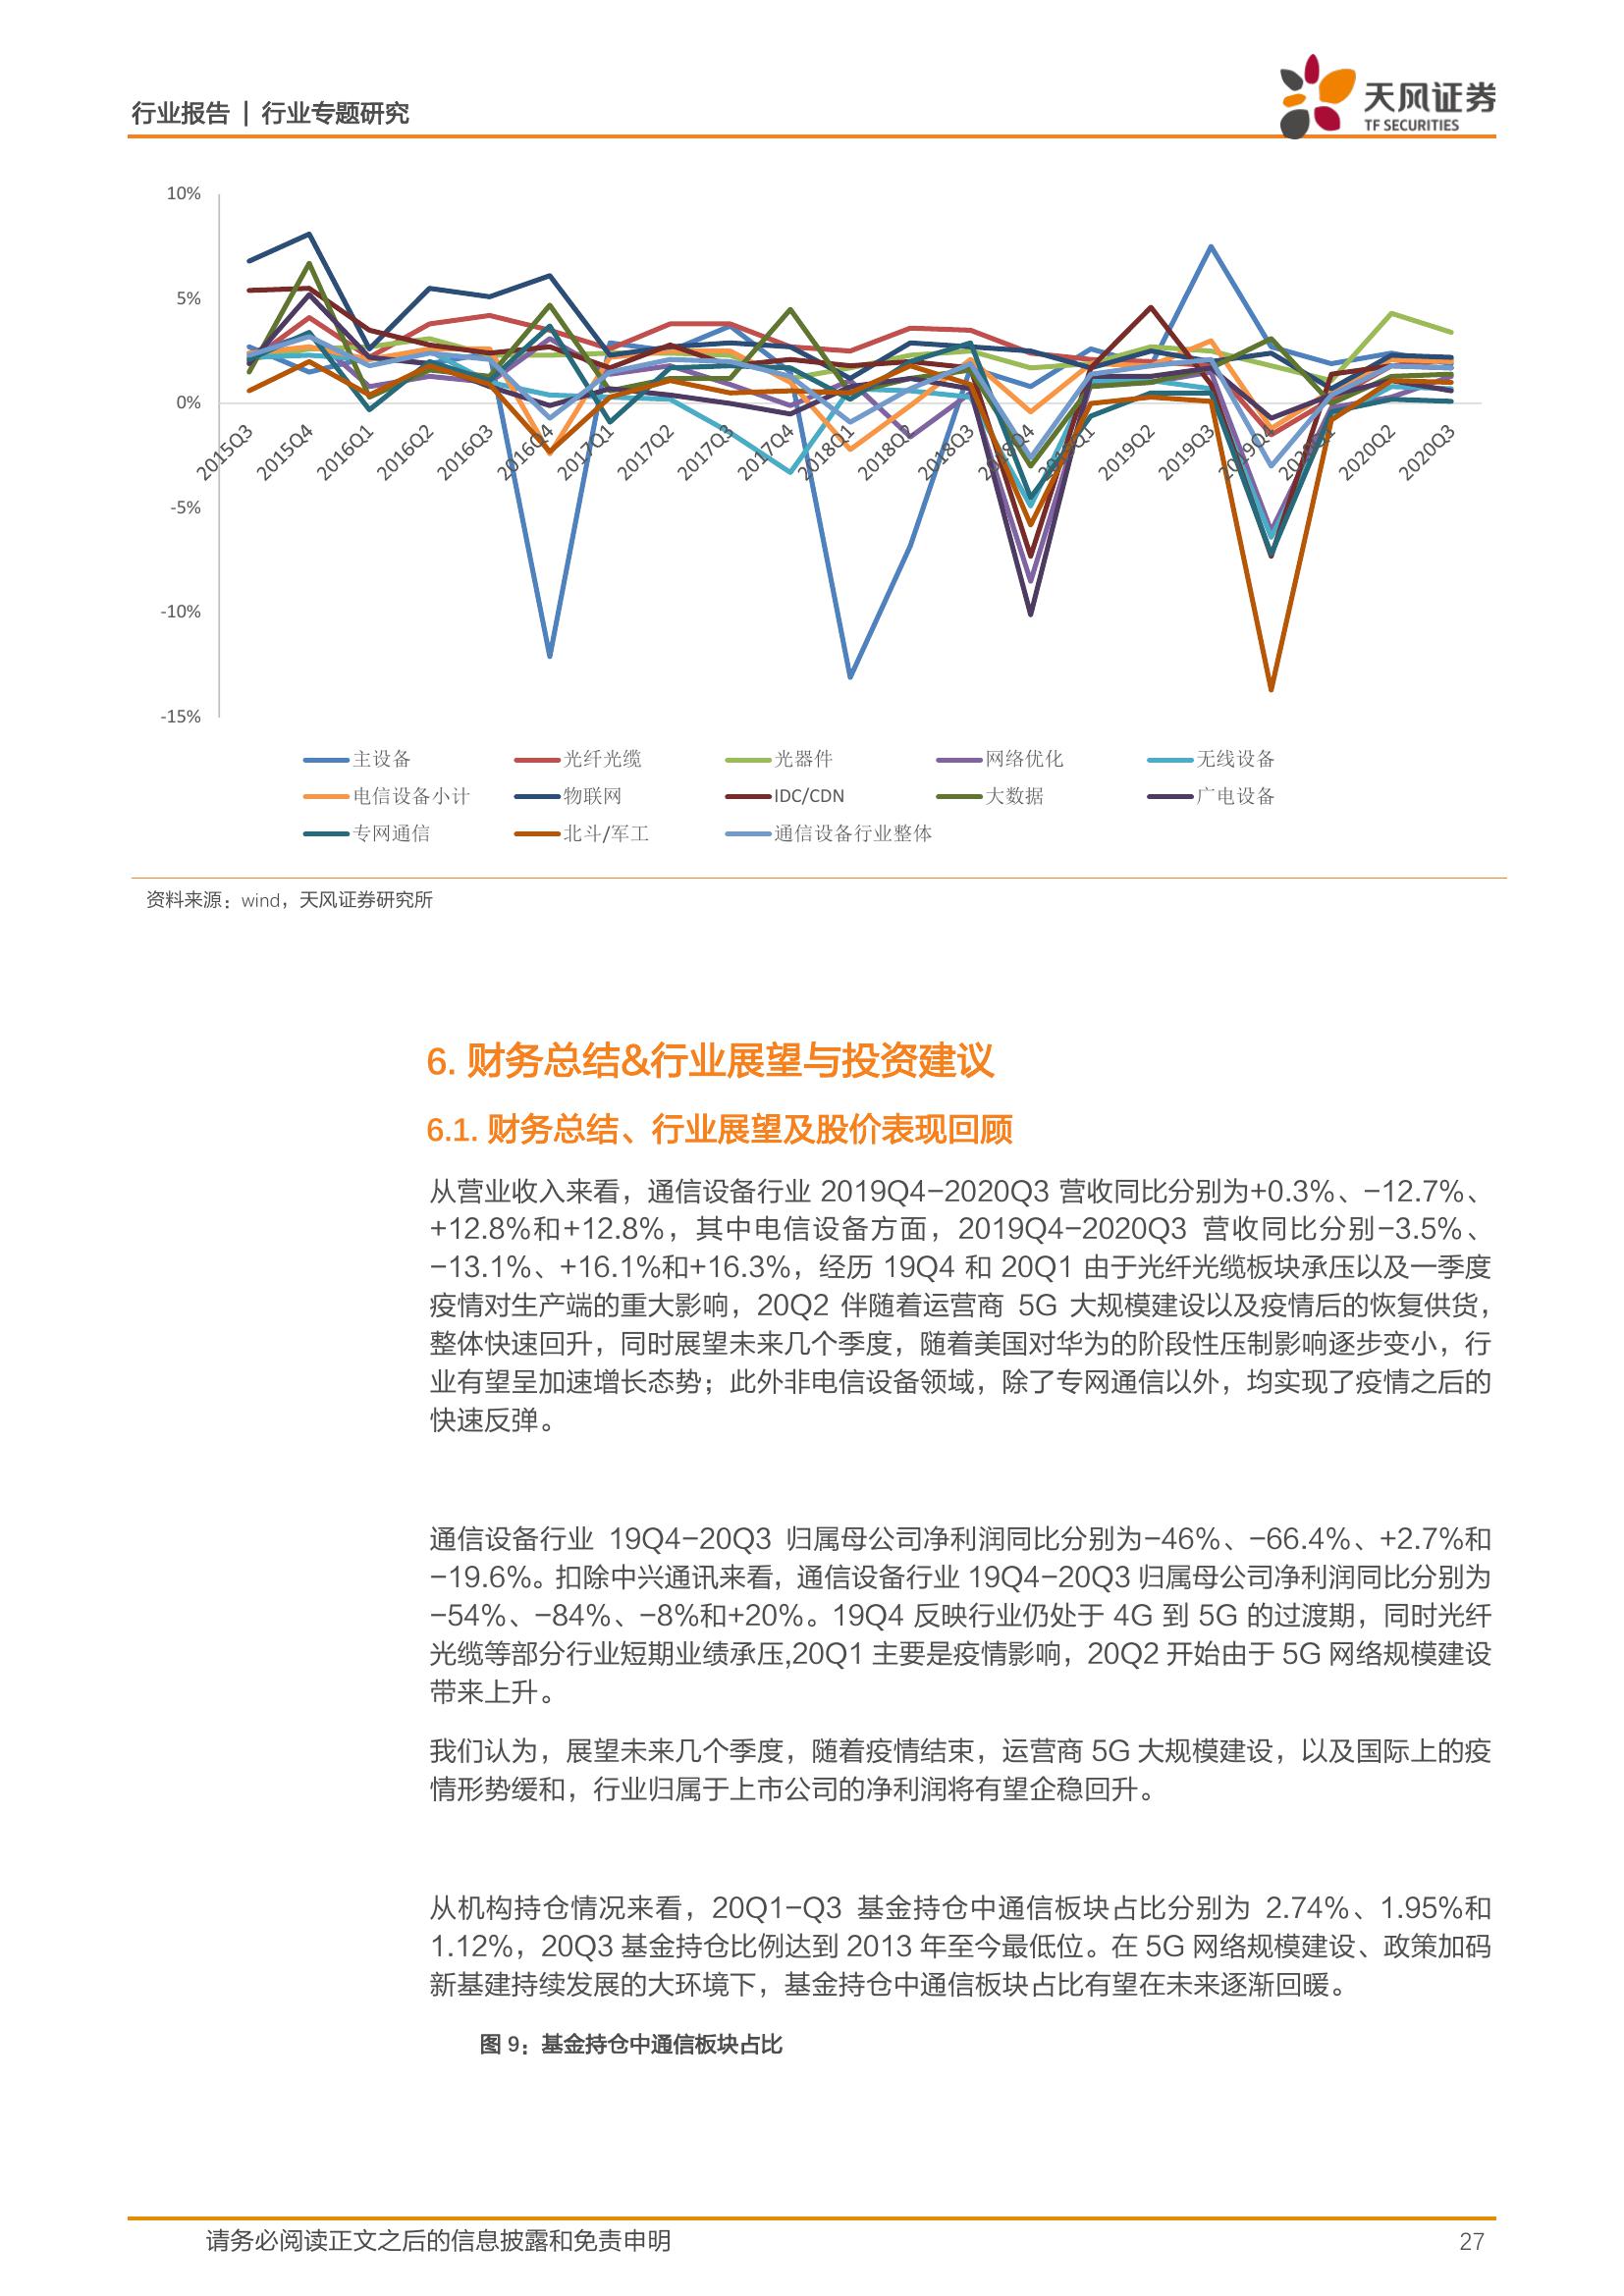 行业报告 | 行业专题研究
天风证券
TF SECURITIES
10%
5%
0%
-5%
-10%
-15%
2015Q3
2015Q4
2016Q1
2016Q2
2016Q3
2016Q4
2017Q1
2017Q2
2017Q3
2017Q4
2018Q1
2018Q2
2018Q3
2018Q4
2019Q1
2019Q2
2019Q3
2019Q4
2020Q1
2020Q2
2020Q3
主设备 光纤光缆 光器件 网络优化 无线设备
电信设备小计 物联网 IDC/CDN 大数据 广电设备
专网通信 北斗/军工 通信设备行业整体
资料来源：wind，天风证券研究所
6. 财务总结&行业展望与投资建议
6.1. 财务总结、行业展望及股价表现回顾
从营业收入来看，通信设备行业 2019Q4-2020Q3 营收同比分别为+0.3%、-12.7%、
+12.8%和+12.8%，其中电信设备方面，2019Q4-2020Q3 营收同比分别-3.5%、
-13.1%、+16.1%和+16.3%，经历 19Q4 和 20Q1 由于光纤光缆板块承压以及一季度
疫情对生产端的重大影响，20Q2 伴随着运营商 5G 大规模建设以及疫情后的恢复供货，
整体快速回升，同时展望未来几个季度，随着美国对华为的阶段性压制影响逐步变小，行
业有望呈加速增长态势；此外非电信设备领域，除了专网通信以外，均实现了疫情之后的
快速反弹。
通信设备行业 19Q4-20Q3 归属母公司净利润同比分别为-46%、-66.4%、+2.7%和
-19.6%。扣除中兴通讯来看，通信设备行业 19Q4-20Q3 归属母公司净利润同比分别为
-54%、-84%、-8%和+20%。19Q4 反映行业仍处于 4G 到 5G 的过渡期，同时光纤
光缆等部分行业短期业绩承压,20Q1 主要是疫情影响，20Q2 开始由于 5G 网络规模建设
带来上升。
我们认为，展望未来几个季度，随着疫情结束，运营商 5G 大规模建设，以及国际上的疫
情形势缓和，行业归属于上市公司的净利润将有望企稳回升。
从机构持仓情况来看，20Q1-Q3 基金持仓中通信板块占比分别为 2.74%、1.95%和
1.12%，20Q3 基金持仓比例达到 2013 年至今最低位。在 5G 网络规模建设、政策加码
新基建持续发展的大环境下，基金持仓中通信板块占比有望在未来逐渐回暖。
图 9：基金持仓中通信板块占比
请务必阅读正文之后的信息披露和免责申明
27